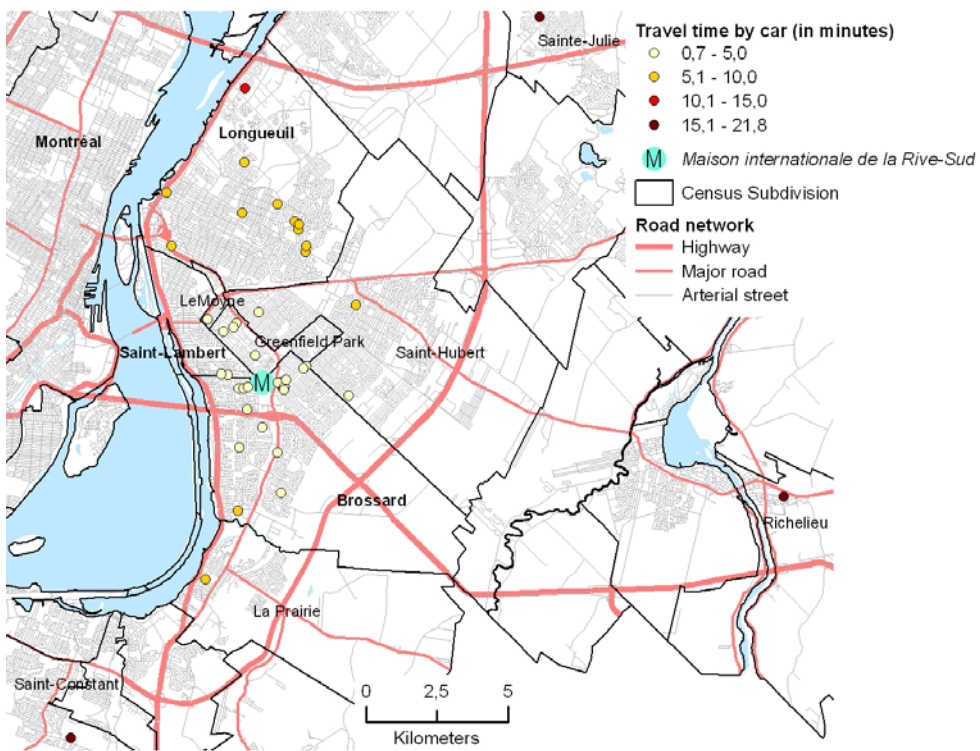 Travel time by car (in minutes)
0,7 - 5,0
5,1 - 10,0
10,1 - 15,0
15,1 - 21,8
M Maison internationale de la Rive-Sud
Census Subdivision
Road network
Highway
Major road
Arterial street
Sainte-Julie
Montréal
Longueuil
LeMoyne
Greenfield Park
Saint-Lambert
Saint-Hubert
M
Brossard
Richelieu
La Prairie
Saint-Constant
0 2,5 5
Kilometers